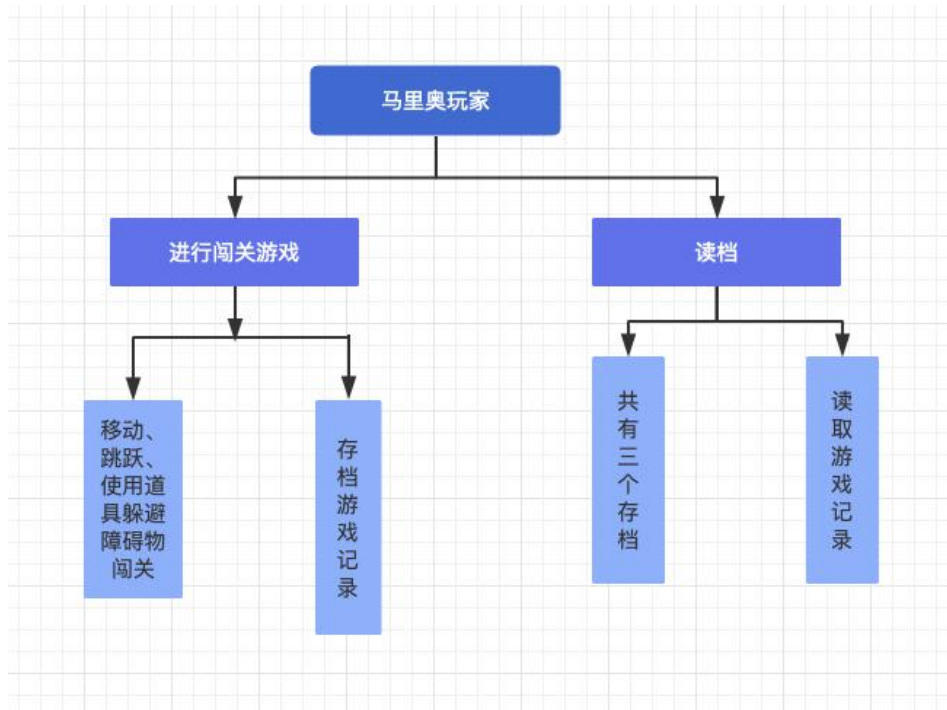 马里奥玩家
进行闯关游戏
读档
移动、
跳跃、
使用道
具躲避
障碍物
闯关
存档游戏记录
共有三个存档
读取游戏记录